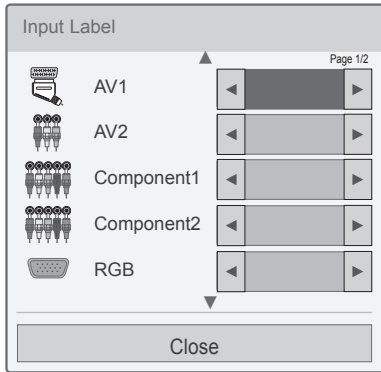 Input Label
Page 1/2
AV1
AV2
Component1
Component2
RGB
Close